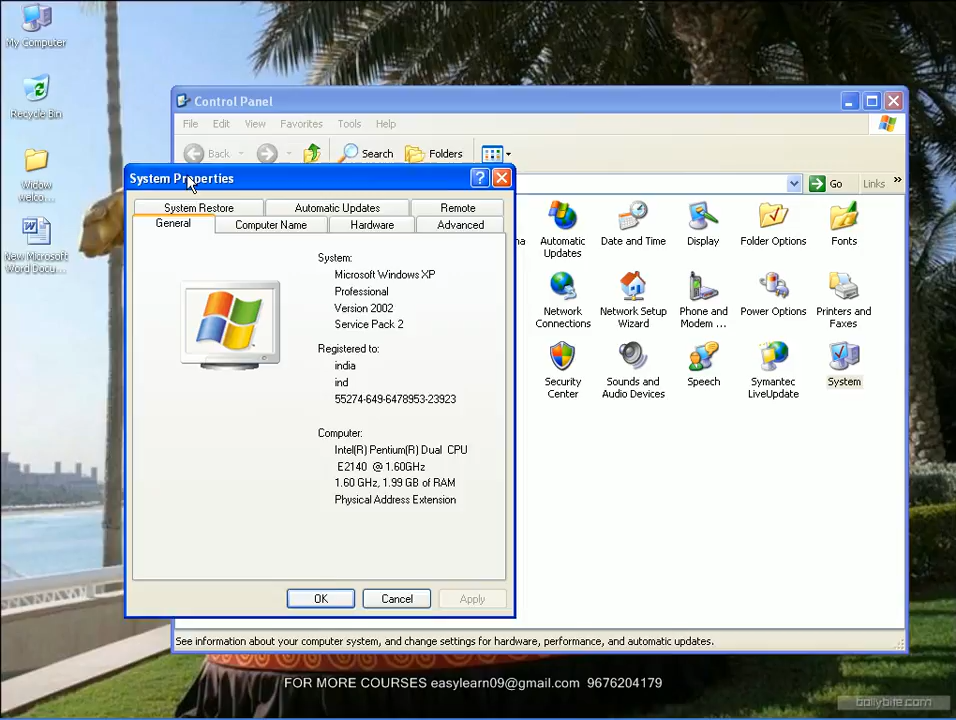 My Computer
Recycle Bin
Widow
welco...
New Microsoft
Word Docu...
Control Panel
File Edit View Favorites Tools Help
Back Search Folders
Go Links »
System Properties
System Restore Automatic Updates Remote
General Computer Name Hardware Advanced
System:
Microsoft Windows XP
Professional
Version 2002
Service Pack 2
Registered to:
india
ind
55274-649-6478953-23923
Computer:
Intel(R) Pentium(R) Dual CPU
E2140 @ 1.60GHz
1.60 GHz, 1.99 GB of RAM
Physical Address Extension
OK Cancel Apply
na
Automatic
Updates
Date and Time
Display
Folder Options
Fonts
Network
Connections
Network Setup
Wizard
Phone and
Modem ...
Power Options
Printers and
Faxes
Security
Center
Sounds and
Audio Devices
Speech
Symantec
LiveUpdate
System
See information about your computer system, and change settings for hardware, performance, and automatic updates.
FOR MORE COURSES easylearn09@gmail.com 9676204179
bollybite.com